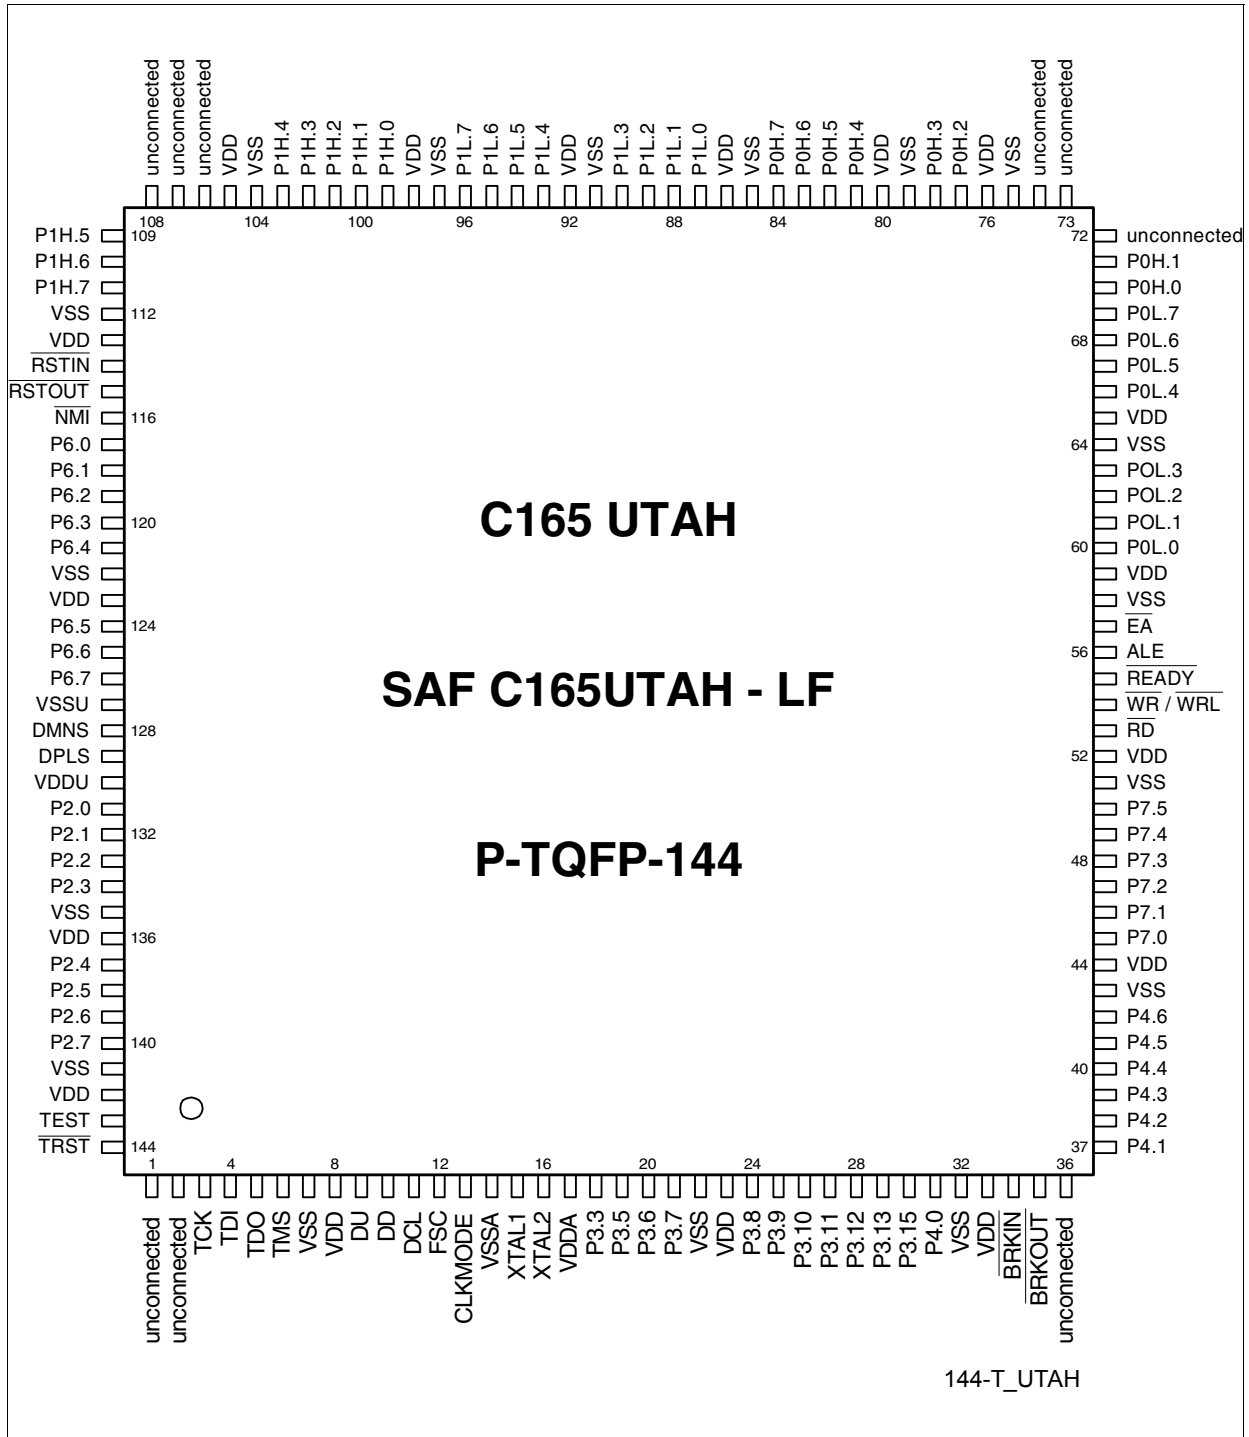 unconnected
unconnected
unconnected
VDD
VSS
P1H.4
P1H.3
P1H.2
P1H.1
P1H.0
VDD
VSS
P1L.7
P1L.6
P1L.5
P1L.4
VDD
VSS
P1L.3
P1L.2
P1L.1
P1L.0
VDD
VSS
P0H.7
P0H.6
P0H.5
P0H.4
VDD
VSS
P0H.3
P0H.2
VDD
VSS
unconnected
unconnected
108 104 100 96 92 88 84 80 76 73
P1H.5 109
P1H.6
P1H.7
VSS 112
VDD
RSTIN
RSTOUT
NMI 116
P6.0
P6.1
P6.2
P6.3 120
P6.4
VSS
VDD
P6.5 124
P6.6
P6.7
VSSU
DMNS 128
DPLS
VDDU
P2.0
P2.1 132
P2.2
P2.3
VSS
VDD 136
P2.4
P2.5
P2.6
P2.7 140
VSS
VDD
TEST
TRST 144
C165 UTAH
SAF C165UTAH - LF
P-TQFP-144
72 unconnected
P0H.1
P0H.0
P0L.7
68 P0L.6
P0L.5
P0L.4
VDD
64 VSS
POL.3
POL.2
POL.1
60 P0L.0
VDD
VSS
EA
56 ALE
READY
WR / WRL
RD
52 VDD
VSS
P7.5
P7.4
48 P7.3
P7.2
P7.1
P7.0
44 VDD
VSS
P4.6
P4.5
40 P4.4
P4.3
P4.2
37 P4.1
1 4 8 12 16 20 24 28 32 36
unconnected
unconnected
TCK
TDI
TDO
TMS
VSS
VDD
DU
DD
DCL
FSC
CLKMODE
VSSA
XTAL1
XTAL2
VDDA
P3.3
P3.5
P3.6
P3.7
VSS
VDD
P3.8
P3.9
P3.10
P3.11
P3.12
P3.13
P3.15
P4.0
VSS
VDD
BRKIN
BRKOUT
unconnected
144-T_UTAH